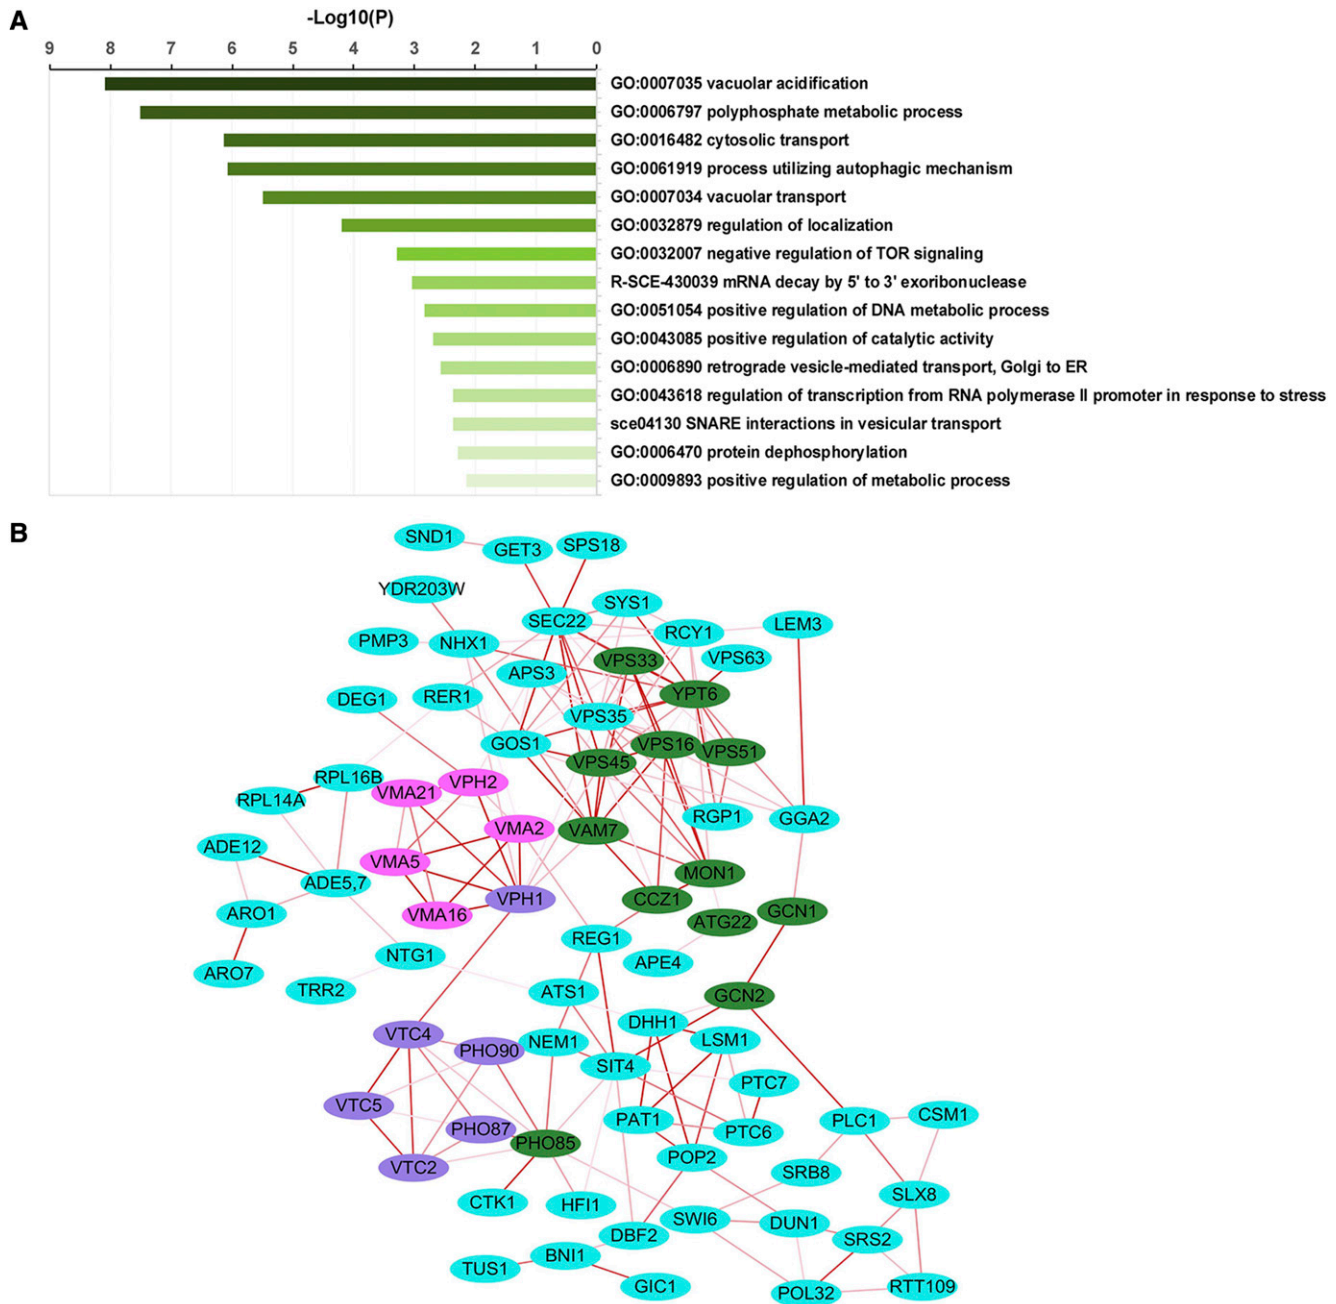 A
-Log10(P)
9 8 7 6 5 4 3 2 1 0
GO:0007035 vacuolar acidification
GO:0006797 polyphosphate metabolic process
GO:0016482 cytosolic transport
GO:0061919 process utilizing autophagic mechanism
GO:0007034 vacuolar transport
GO:0032879 regulation of localization
GO:0032007 negative regulation of TOR signaling
R-SCE-430039 mRNA decay by 5' to 3' exoribonuclease
GO:0051054 positive regulation of DNA metabolic process
GO:0043085 positive regulation of catalytic activity
GO:0006890 retrograde vesicle-mediated transport, Golgi to ER
GO:0043618 regulation of transcription from RNA polymerase II promoter in response to stress
sce04130 SNARE interactions in vesicular transport
GO:0006470 protein dephosphorylation
GO:0009893 positive regulation of metabolic process
B
SND1
GET3
SPS18
YDR203W
SYS1
SEC22
RCY1
LEM3
PMP3
NHX1
VPS33
VPS63
APS3
DEG1
RER1
YPT6
VPS35
GOS1
VPS16
VPS51
VPS45
RPL16B
VPH2
RPL14A
VMA21
RGP1
GGA2
VMA2
VAM7
ADE12
VMA5
MON1
ADE5,7
VPH1
CCZ1
ARO1
VMA16
ATG22
GCN1
REG1
NTG1
APE4
ARO7
TRR2
ATS1
GCN2
DHH1
VTC4
PHO90
NEM1
LSM1
SIT4
PTC7
VTC5
PAT1
PTC6
PLC1
CSM1
PHO87
PHO85
POP2
VTC2
SRB8
SLX8
CTK1
HFI1
SWI6
DUN1
DBF2
SRS2
BNI1
TUS1
GIC1
POL32
RTT109